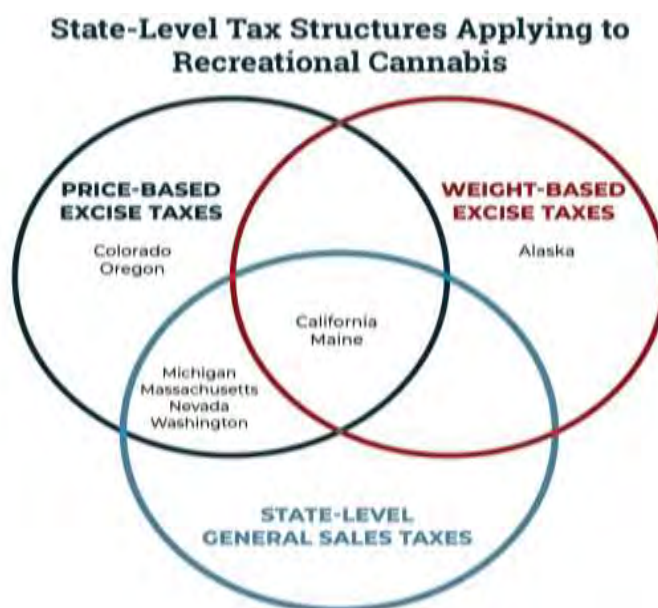 State-Level Tax Structures Applying to
Recreational Cannabis
PRICE-BASED
EXCISE TAXES
Colorado
Oregon
WEIGHT-BASED
EXCISE TAXES
Alaska
California
Maine
Michigan
Massachusetts
Nevada
Washington
STATE-LEVEL
GENERAL SALES TAXES